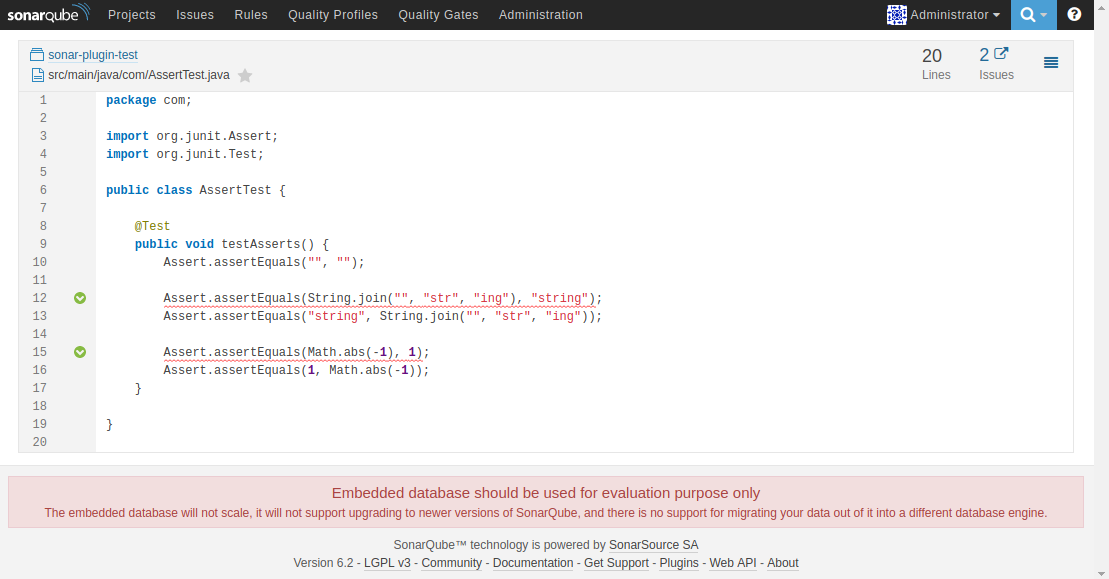 sonarqube Projects Issues Rules Quality Profiles Quality Gates Administration Administrator ?
sonar-plugin-test
src/main/java/com/AssertTest.java
20 Lines
2 Issues
1 package com;
2
3 import org.junit.Assert;
4 import org.junit.Test;
5
6 public class AssertTest {
7
8     @Test
9     public void testAsserts() {
10         Assert.assertEquals("", "");
11
12         Assert.assertEquals(String.join("", "str", "ing"), "string");
13         Assert.assertEquals("string", String.join("", "str", "ing"));
14
15         Assert.assertEquals(Math.abs(-1), 1);
16         Assert.assertEquals(1, Math.abs(-1));
17     }
18
19 }
20
Embedded database should be used for evaluation purpose only
The embedded database will not scale, it will not support upgrading to newer versions of SonarQube, and there is no support for migrating your data out of it into a different database engine.
SonarQube™ technology is powered by SonarSource SA
Version 6.2 - LGPL v3 - Community - Documentation - Get Support - Plugins - Web API - About